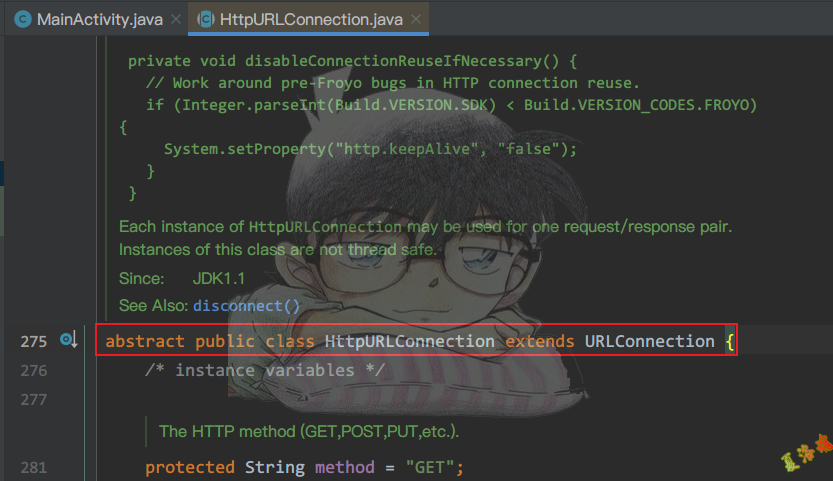 MainActivity.java
HttpURLConnection.java
private void disableConnectionReuseIfNecessary() {
// Work around pre-Froyo bugs in HTTP connection reuse.
if (Integer.parseInt(Build.VERSION.SDK) < Build.VERSION_CODES.FROYO)
{
System.setProperty("http.keepAlive", "false");
}
}
Each instance of HttpURLConnection may be used for one request/response pair.
Instances of this class are not thread safe.
Since: JDK1.1
See Also: disconnect()
275 abstract public class HttpURLConnection extends URLConnection {
276 /* instance variables */
277
The HTTP method (GET,POST,PUT,etc.).
281 protected String method = "GET";